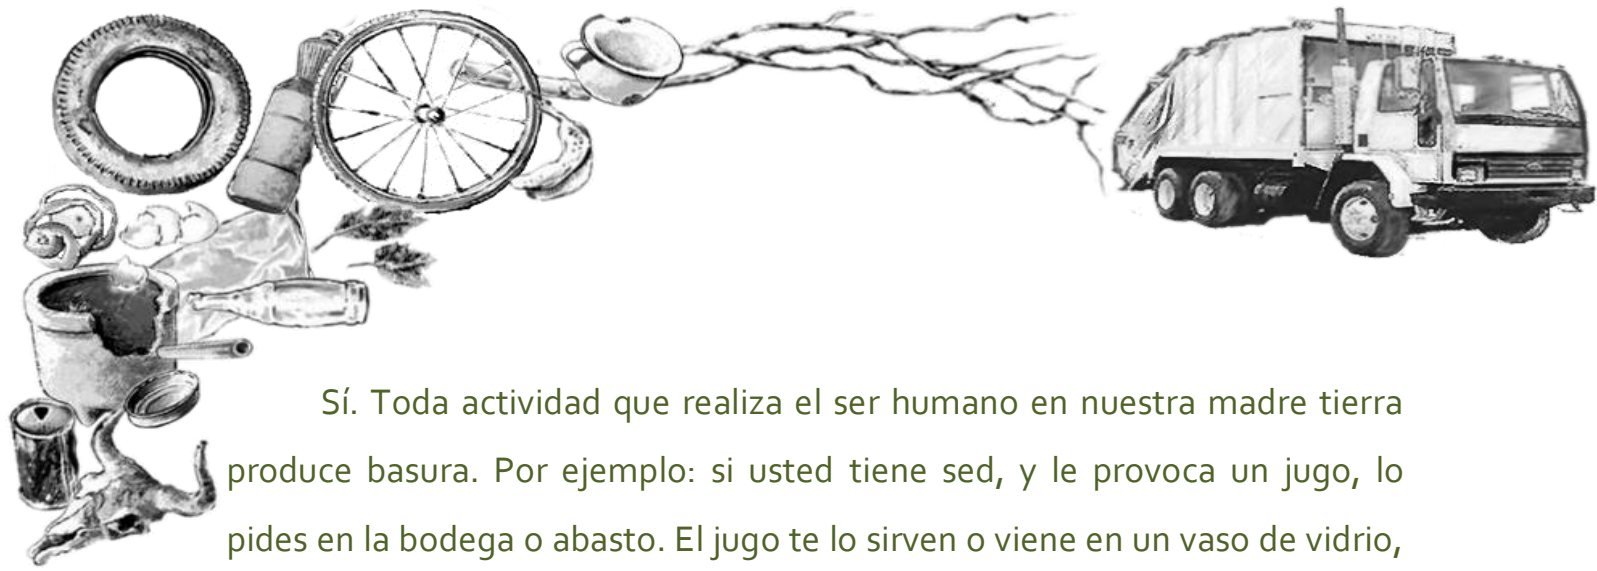 Sí. Toda actividad que realiza el ser humano en nuestra madre tierra
produce basura. Por ejemplo: si usted tiene sed, y le provoca un jugo, lo
pides en la bodega o abasto. El jugo te lo sirven o viene en un vaso de vidrio,